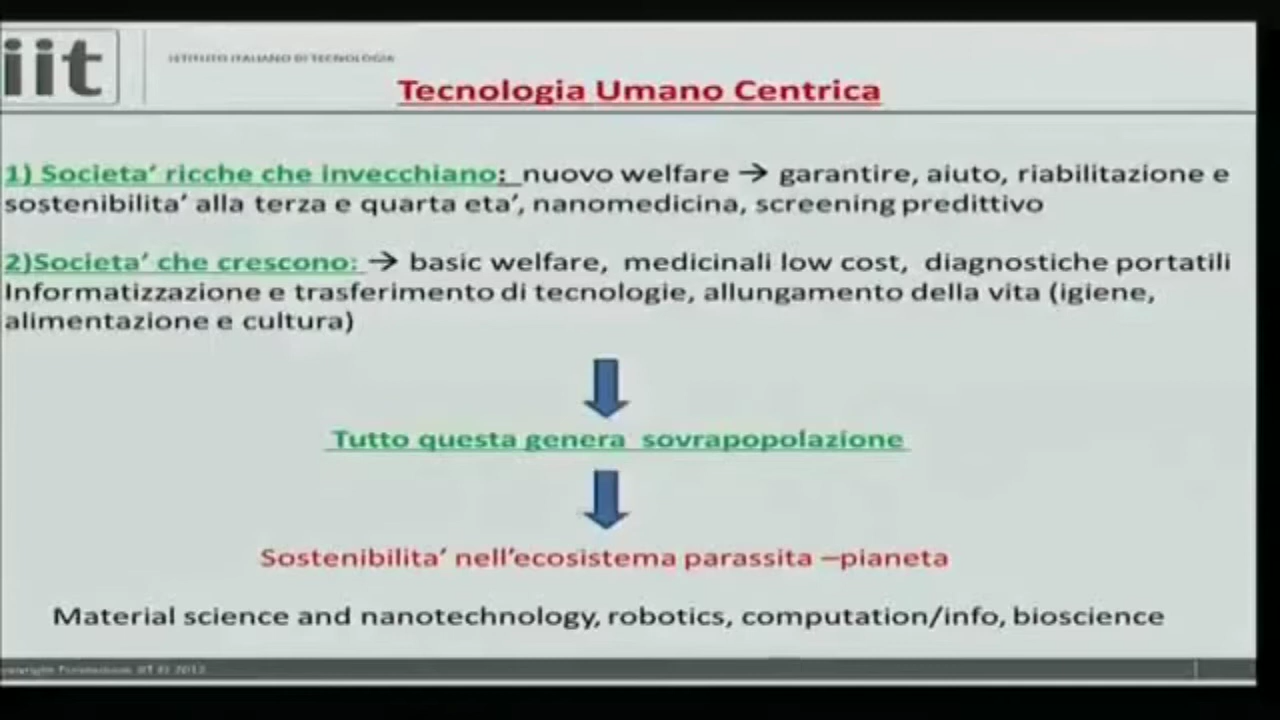 iit
ISTITUTO ITALIANO DI TECNOLOGIA
Tecnologia Umano Centrica
1) Societa’ ricche che invecchiano: nuovo welfare → garantire, aiuto, riabilitazione e
sostenibilita’ alla terza e quarta eta’, nanomedicina, screening predittivo
2)Societa’ che crescono: → basic welfare, medicinali low cost, diagnostiche portatili
Informatizzazione e trasferimento di tecnologie, allungamento della vita (igiene,
alimentazione e cultura)
Tutto questa genera sovrapopolazione
Sostenibilita’ nell’ecosistema parassita –pianeta
Material science and nanotechnology, robotics, computation/info, bioscience